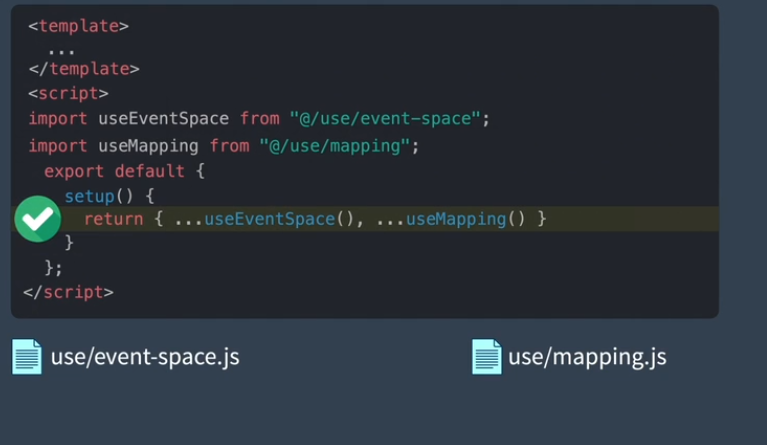 <template>
...
</template>
<script>
import useEventSpace from "@/use/event-space";
import useMapping from "@/use/mapping";
export default {
setup() {
return { ...useEventSpace(), ...useMapping() }
}
};
</script>
use/event-space.js
use/mapping.js